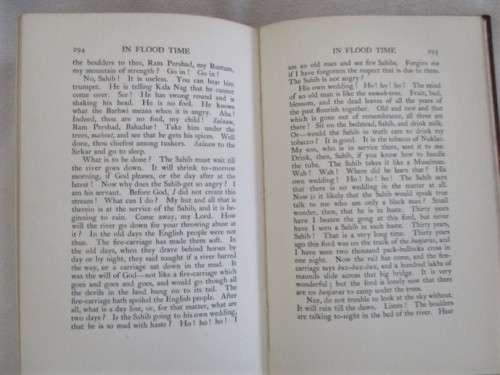 294
IN FLOOD TIME
the boulders to thee, Ram Pershad, my Rustum,
my mountain of strength? Go in! Go in!
No, Sahib! It is useless. You can hear him
trumpet. He is telling Kala Nag that he cannot
come over. See! He has swung round and is
shaking his head. He is no fool. He knows
what the Barhwi means when it is angry. Aha!
Indeed, thou art no fool, my child! Salaam,
Ram Pershad, Bahadur! Take him under the
trees, mahout, and see that he gets his spices. Well
done, thou chiefest among tuskers. Salaam to the
Sirkar and go to sleep.
What is to be done? The Sahib must wait till
the river goes down. It will shrink to-morrow
morning, if God pleases, or the day after at the
latest! Now why does the Sahib get so angry? I
am his servant. Before God, I did not create this
stream! What can I do? My hut and all that is
therein is at the service of the Sahib, and it is be-
ginning to rain. Come away, my Lord. How
will the river go down for your throwing abuse at
it? In the old days the English people were not
thus. The fire-carriage has made them soft. In
the old days, when they drave behind horses by
day or by night, they said naught if a river barred
the way, or a carriage sat down in the mud. It
was the will of God—not like a fire-carriage which
goes and goes and goes, and would go though all
the devils in the land hung on to its tail. The
fire-carriage hath spoiled the English people. After
all, what is a day lost, or, for that matter, what are
two days? Is the Sahib going to his own wedding,
that he is so mad with haste? Ho! ho! ho! I
IN FLOOD TIME
295
am an old man and see few Sahibs. Forgive me
if I have forgotten the respect that is due to them.
The Sahib is not angry?
His own wedding! Ho! ho! ho! The mind
of an old man is like the numah-tree. Fruit, bud,
blossom, and the dead leaves of all the years of
the past flourish together. Old and new and that
which is gone out of remembrance, all three are
there! Sit on the bedstead, Sahib, and drink milk.
Or—would the Sahib in truth care to drink my
tobacco? It is good. It is the tobacco of Nuklao.
My son, who is in service there, sent it to me.
Drink, then, Sahib, if you know how to handle
the tube. The Sahib takes it like a Musalman.
Wah! Wah! Where did he learn that? His
own wedding! Ho! ho! ho! The Sahib says
that there is no wedding in the matter at all.
Now is it likely that the Sahib would speak true
talk to me who am only a black man? Small
wonder, then, that he is in haste. Thirty years
have I beaten the gong at this ford, but never
have I seen a Sahib in such haste. Thirty years,
Sahib! That is a very long time. Thirty years
ago this ford was on the track of the bunjaras, and
I have seen two thousand pack-bullocks cross in
one night. Now the rail has come, and the fire-
carriage says buz-buz-buz, and a hundred lakhs of
maunds slide across that big bridge. It is very
wonderful; but the ford is lonely now that there
are no bunjaras to camp under the trees.
Nay, do not trouble to look at the sky without.
It will rain till the dawn. Listen! The boulders
are talking to-night in the bed of the river. Hear